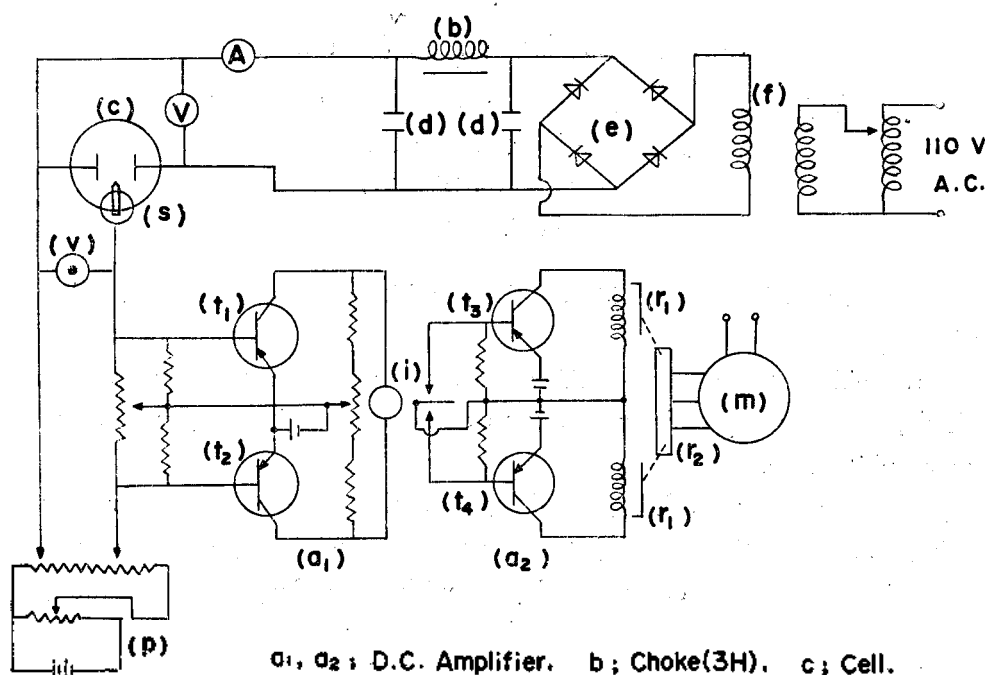 (b)
A
(c)
V
(d) (d)
(e)
(f)
110 V
A.C.
(s)
(v)
(t₁)
(t₂)
(i)
(a₁)
(t₃)
(t₄)
(a₂)
(r₁)
(r₂)
(r₁)
(m)
(p)
a₁, a₂ ; D.C. Amplifier. b ; Choke(3H). c ; Cell.